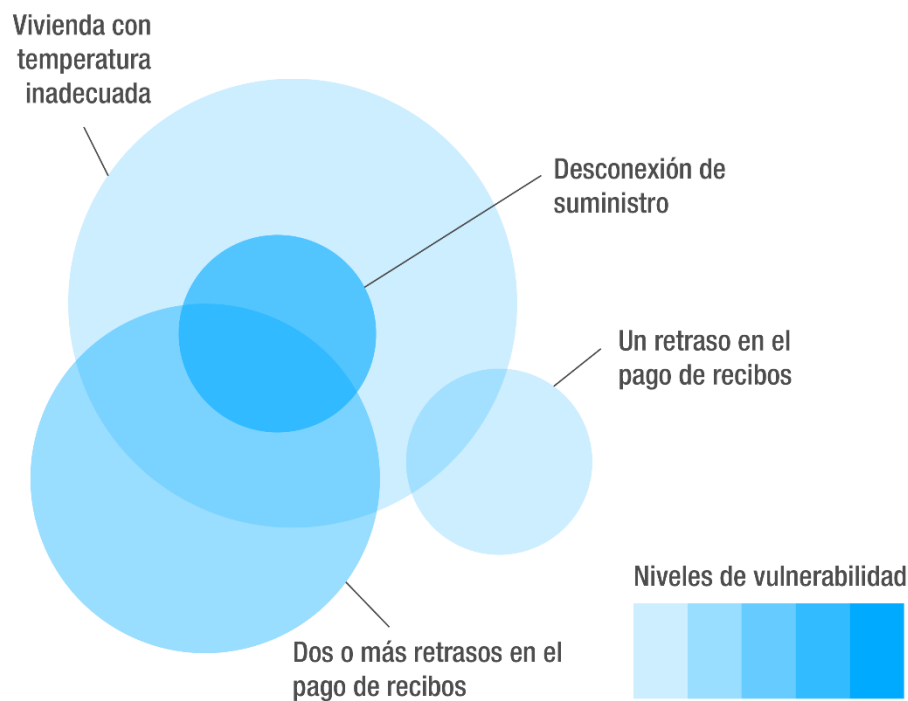 Vivienda con
temperatura
inadecuada
Desconexión de
suministro
Un retraso en el
pago de recibos
Niveles de vulnerabilidad
Dos o más retrasos en el
pago de recibos